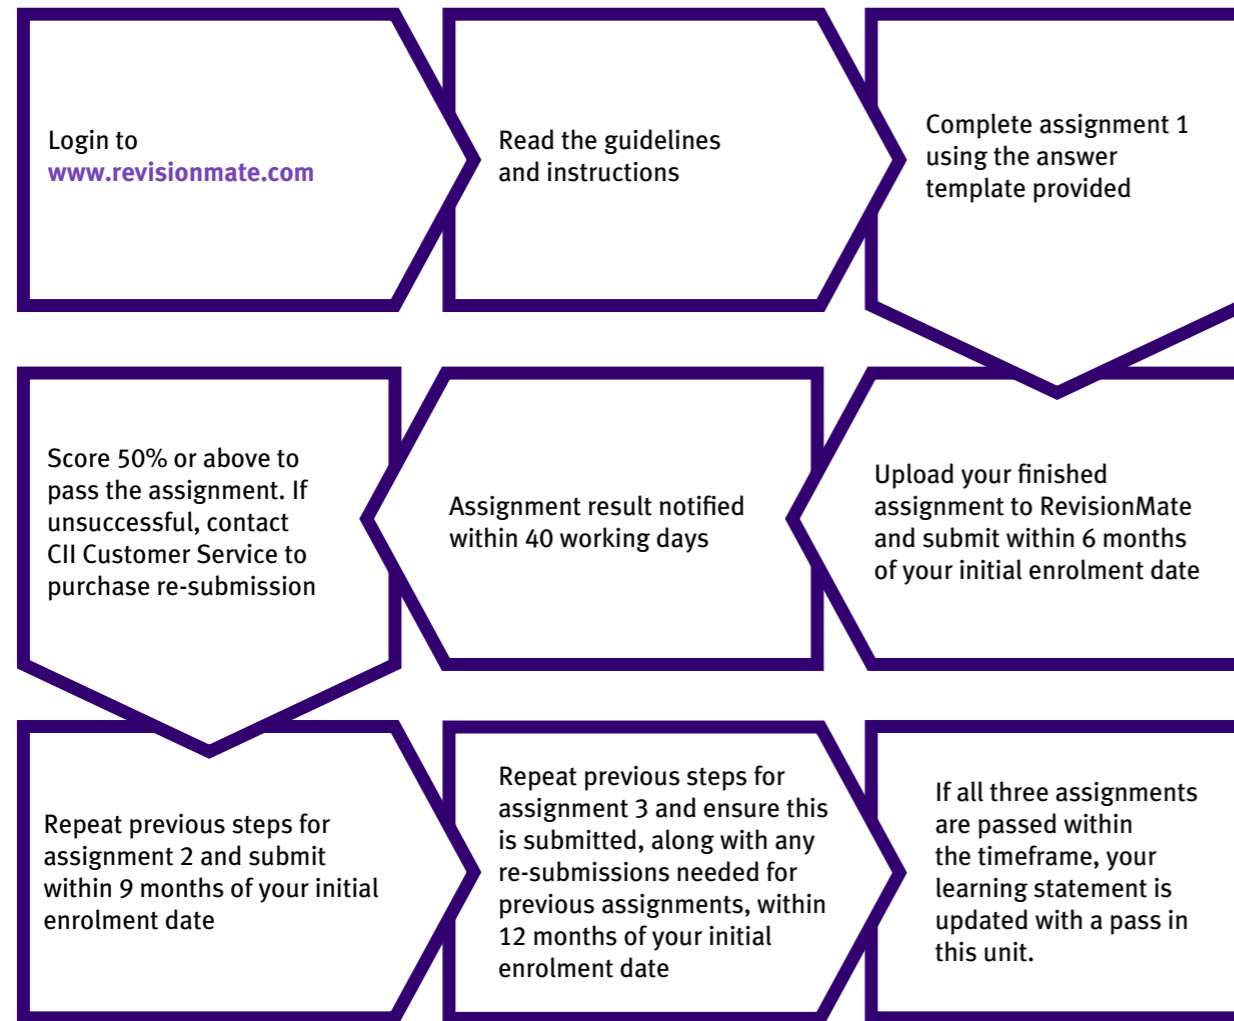 Login to
www.revisionmate.com
Read the guidelines
and instructions
Complete assignment 1
using the answer
template provided
Upload your finished
assignment to RevisionMate
and submit within 6 months
of your initial enrolment date
Assignment result notified
within 40 working days
Score 50% or above to
pass the assignment. If
unsuccessful, contact
CII Customer Service to
purchase re-submission
Repeat previous steps for
assignment 2 and submit
within 9 months of your initial
enrolment date
Repeat previous steps for
assignment 3 and ensure this
is submitted, along with any
re-submissions needed for
previous assignments, within
12 months of your initial
enrolment date
If all three assignments
are passed within
the timeframe, your
learning statement is
updated with a pass in
this unit.